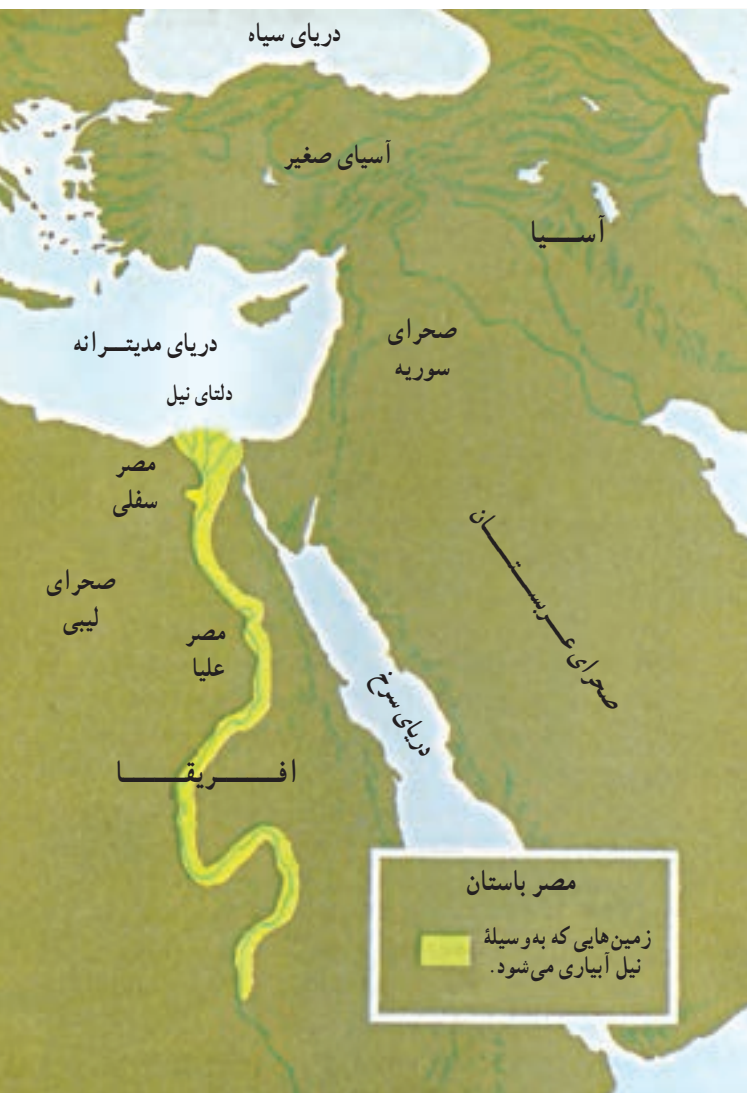 دریای سیاه
آسیای صغیر
آســـیا
صحرای
سوریه
دریای مدیتـــرانه
دلتای نیل
مصر
سفلی
صحرای عـــربســـتـــان
صحرای
لیبی
مصر
علیا
دریای سرخ
افـــریقـــا
مصر باستان
زمین‌هایی که به‌وسیلهٔ
نیل آبیاری می‌شود.